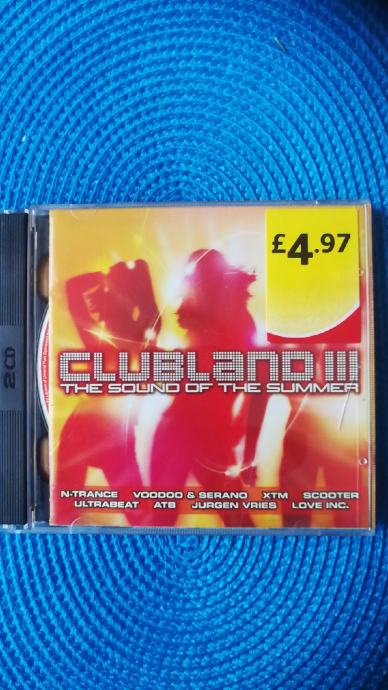 £4.97
2CD
CLUBLAND III
THE SOUND OF THE SUMMER
N-TRANCE VOODOO & SERANO XTM SCOOTER
ULTRABEAT ATB JURGEN VRIES LOVE INC.